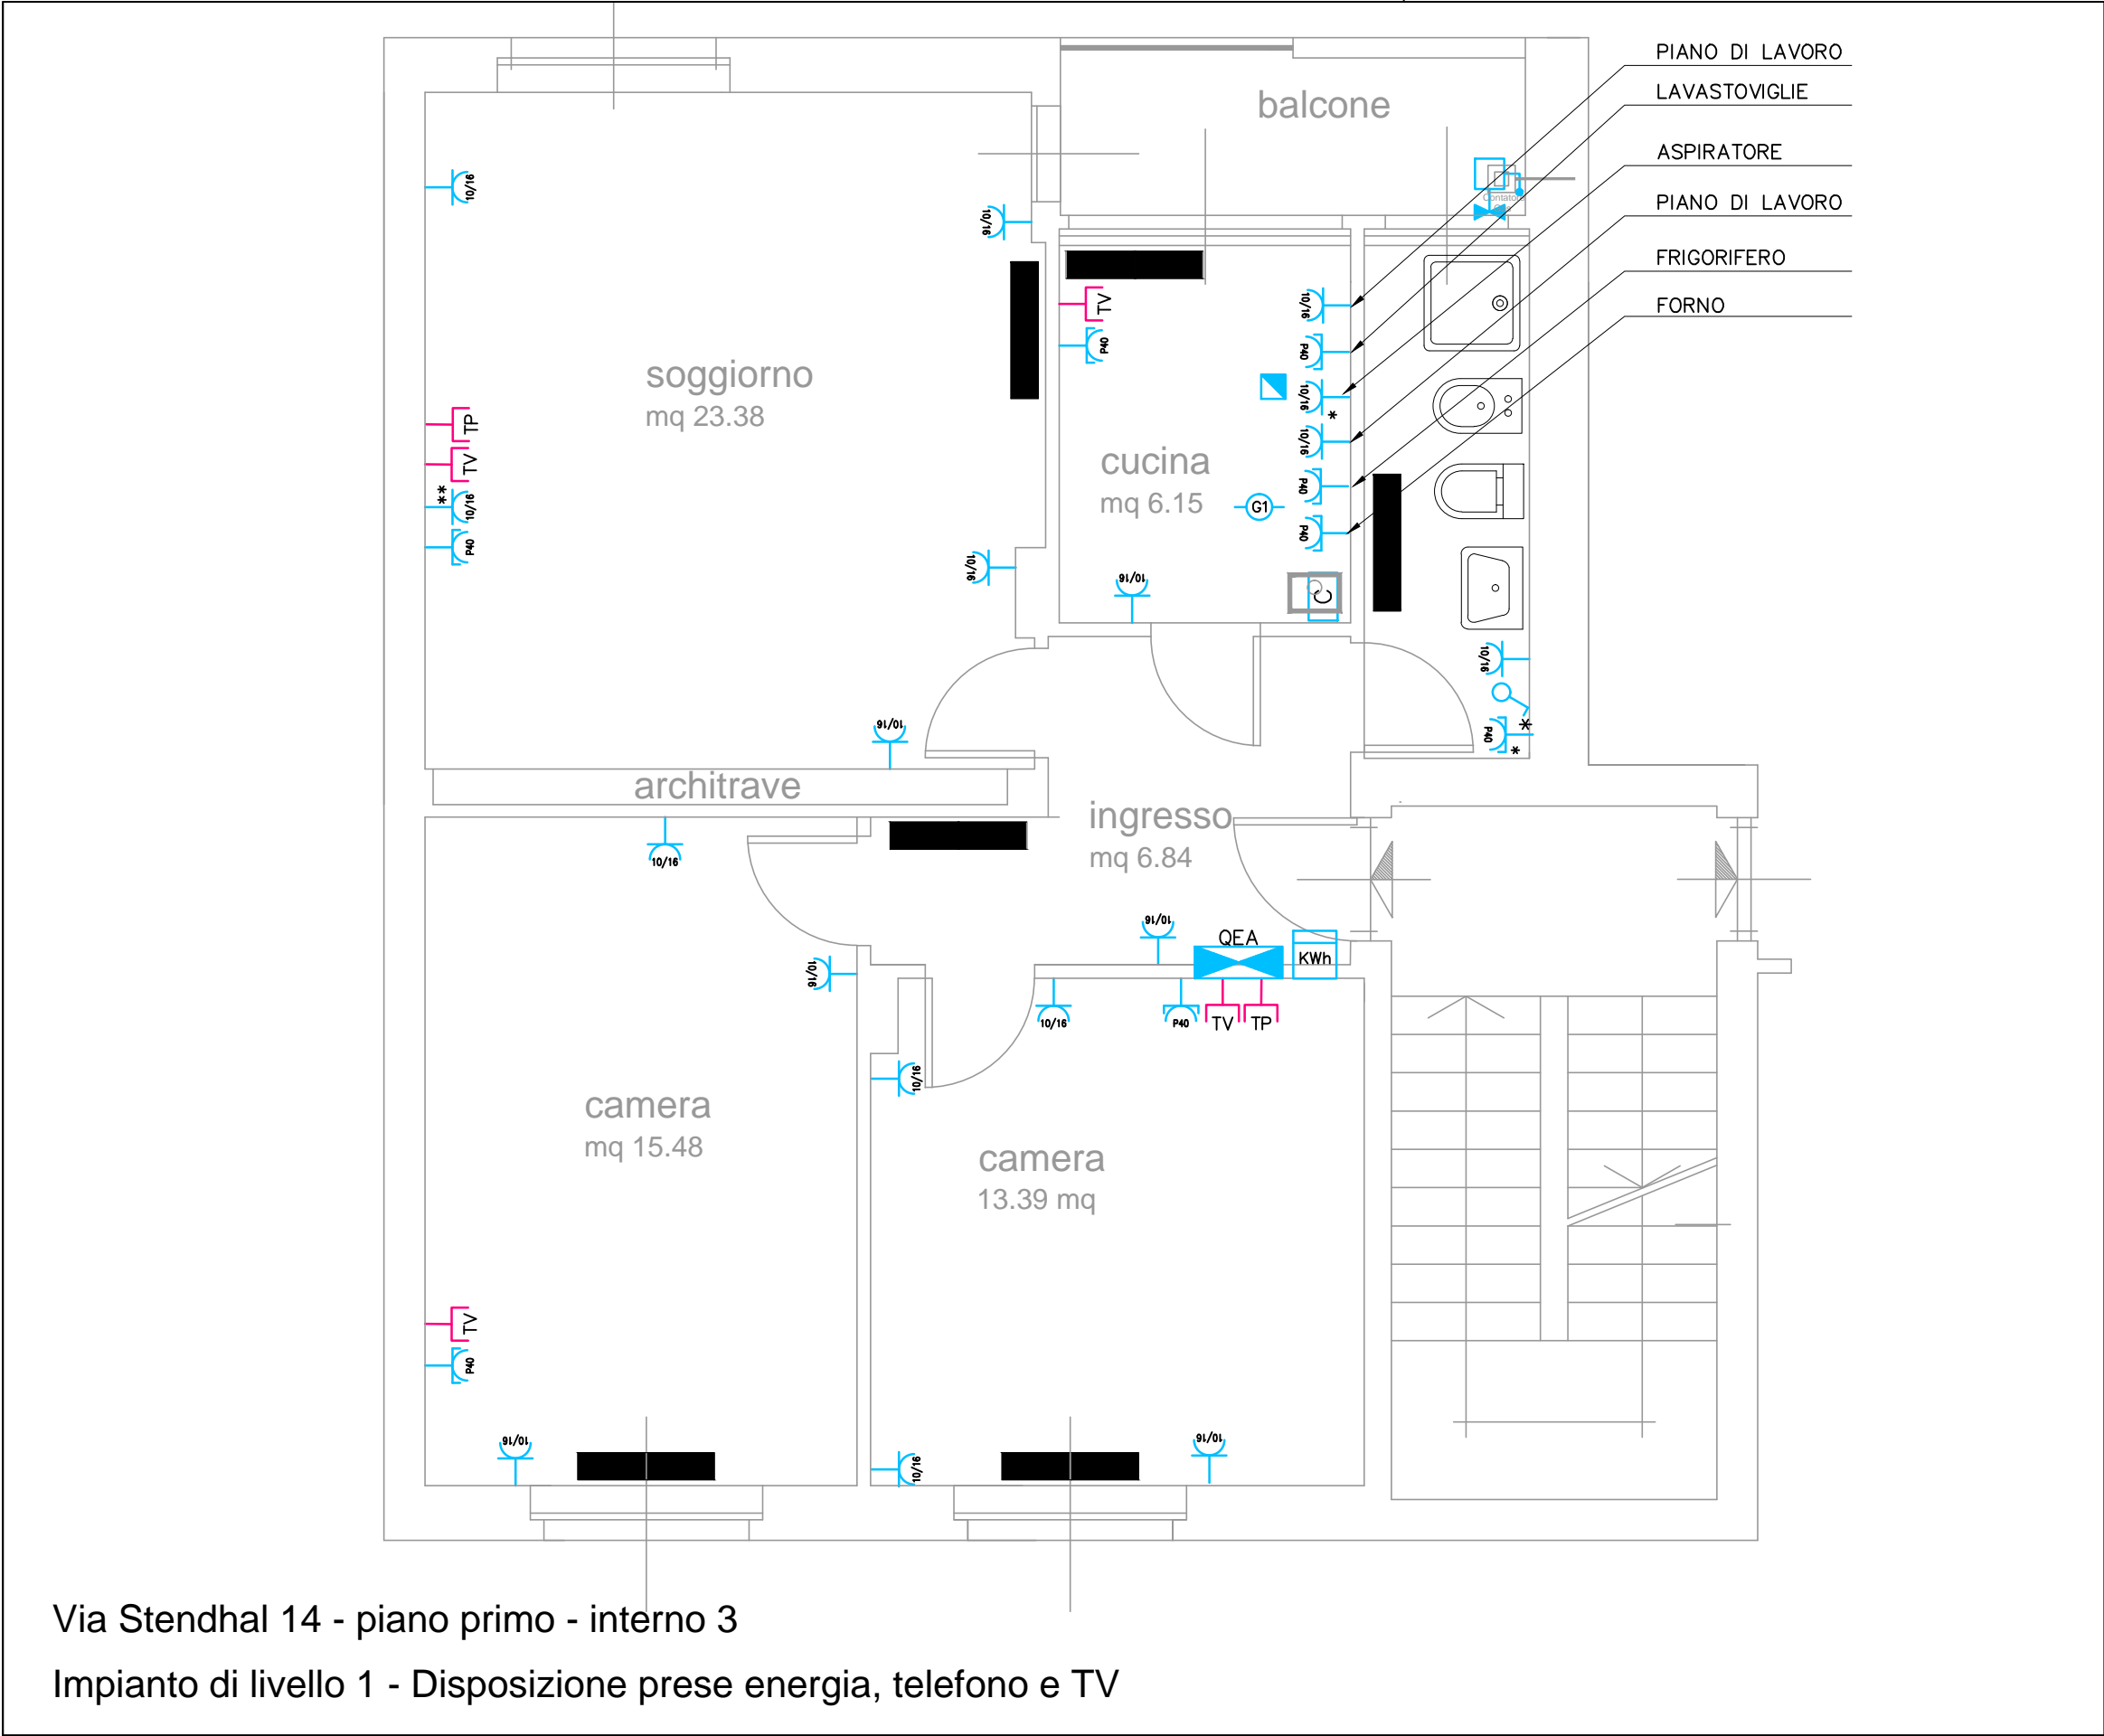 PIANO DI LAVORO
LAVASTOVIGLIE
ASPIRATORE
PIANO DI LAVORO
FRIGORIFERO
FORNO
balcone
10/16
10/16
TV
P40
10/16
P40
10/16
*
10/16
P40
P40
soggiorno
mq 23.38
cucina
mq 6.15
G1
TP
TV
**
10/16
P40
10/16
10/16
C
10/16
*
P40
*
10/16
architrave
ingresso
mq 6.84
10/16
10/16
10/16
QEA
KWh
10/16
P40
TV
TP
10/16
camera
mq 15.48
camera
13.39 mq
TV
P40
10/16
10/16
10/16
Via Stendhal 14 - piano primo - interno 3
Impianto di livello 1 - Disposizione prese energia, telefono e TV